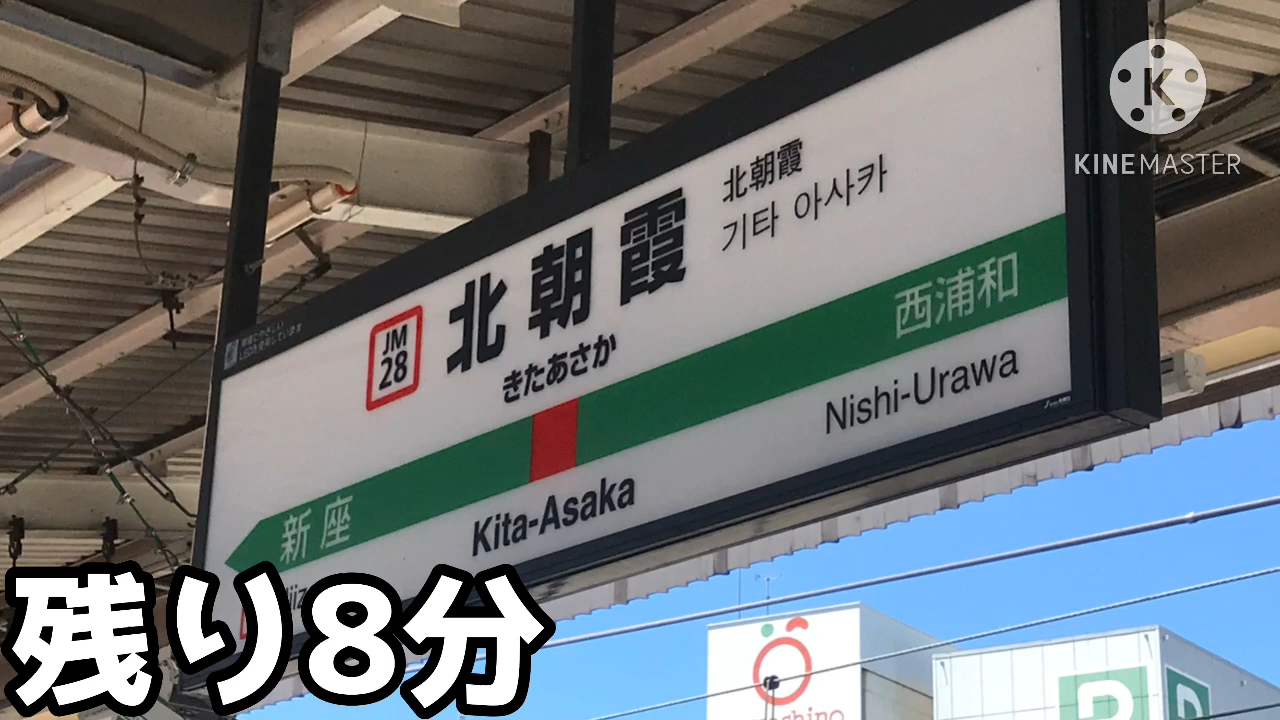 K
KINEMASTER
北朝霞
기타 아사카
JM
28
北朝霞
きたあさか
西浦和
Nishi-Urawa
新座
Kita-Asaka
残り8分